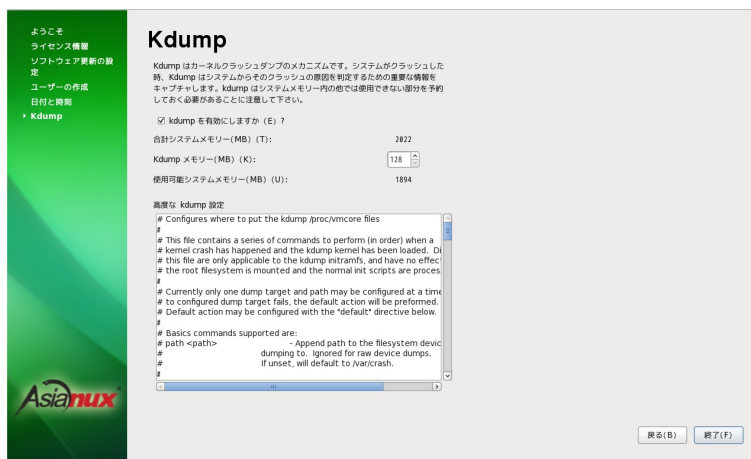 ようこそ
ライセンス情報
ソフトウェア更新の設
定
ユーザーの作成
日付と時刻
Kdump
Asianux
Kdump
Kdump はカーネルクラッシュダンプのメカニズムです。システムがクラッシュした
時、Kdump はシステムからそのクラッシュの原因を判定するための重要な情報を
キャプチャします。kdump はシステムメモリー内の他では使用できない部分を予約
しておく必要があることに注意して下さい。
kdump を有効にしますか (E) ?
合計システムメモリー(MB) (T): 2022
Kdump メモリー(MB) (K): 128
使用可能システムメモリー(MB) (U): 1894
高度な kdump 設定
# Configures where to put the kdump /proc/vmcore files
#
# This file contains a series of commands to perform (in order) when a
# kernel crash has happened and the kdump kernel has been loaded. Di
# this file are only applicable to the kdump initramfs, and have no effec
# the root filesystem is mounted and the normal init scripts are proces
#
# Currently only one dump target and path may be configured at a time
# to configured dump target fails, the default action will be preformed.
# Default action may be configured with the "default" directive below.
#
# Basics commands supported are:
# path <path> - Append path to the filesystem devic
# dumping to. Ignored for raw device dumps.
# If unset, will default to /var/crash.
#
戻る(B)
終了(F)